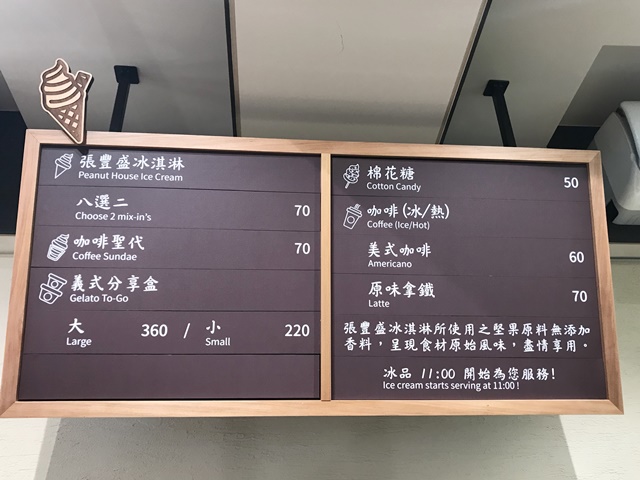 張豐盛冰淇淋
Peanut House Ice Cream
八選二 70
Choose 2 mix-in's
咖啡聖代 70
Coffee Sundae
義式分享盒
Gelato To-Go
大 360 / 小 220
Large Small
棉花糖 50
Cotton Candy
咖啡(冰/熱)
Coffee (Ice/Hot)
美式咖啡 60
Americano
原味拿鐵 70
Latte
張豐盛冰淇淋所使用之堅果原料無添加
香料，呈現食材原始風味，盡情享用。
冰品 11:00 開始為您服務!
Ice cream starts serving at 11:00!